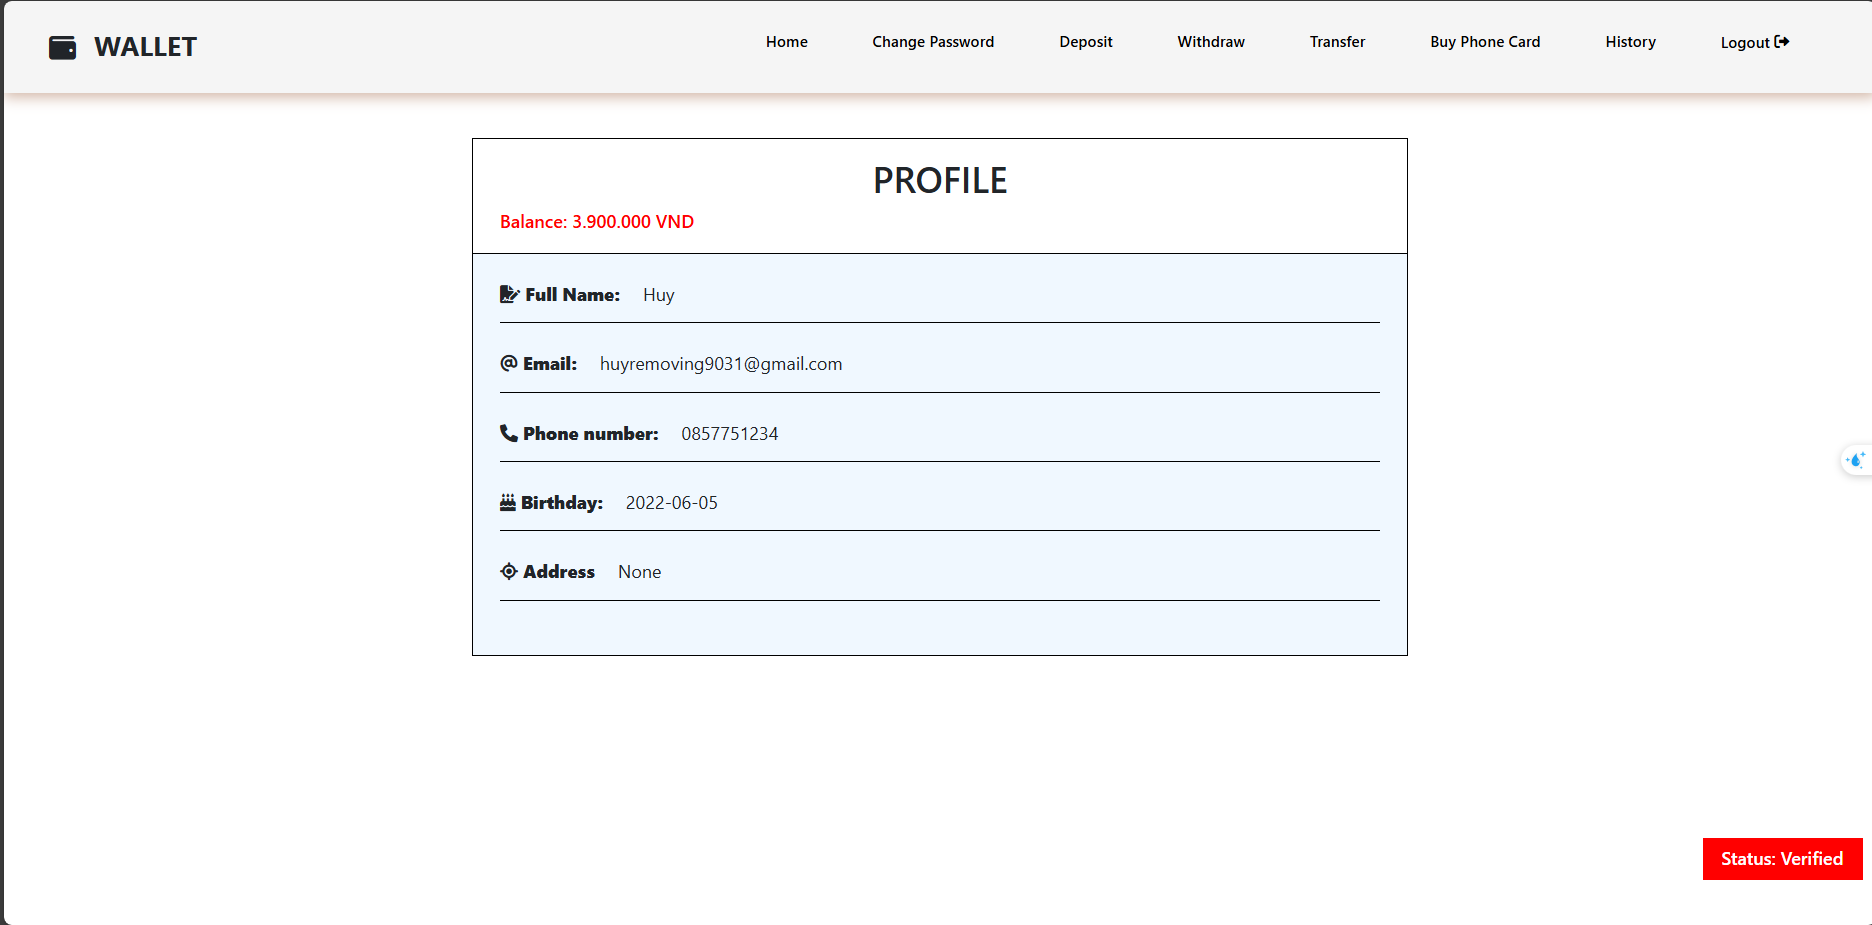 WALLET
Home Change Password Deposit Withdraw Transfer Buy Phone Card History Logout
PROFILE
Balance: 3.900.000 VND
Full Name: Huy
Email: huyremoving9031@gmail.com
Phone number: 0857751234
Birthday: 2022-06-05
Address None
Status: Verified